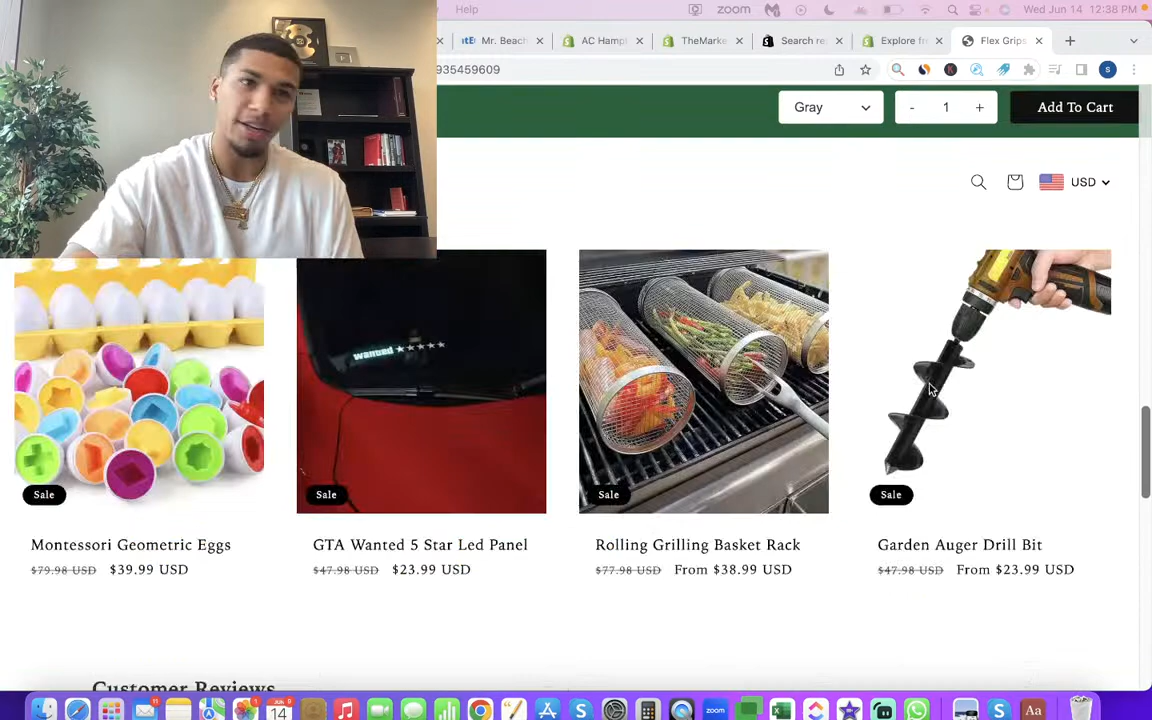 Help
zoom
Wed Jun 14 12:38 PM
Mr. Beach
AC Hamp
TheMarke
Search re
Explore fr
Flex Grips
935459609
Gray
- 1 +
Add To Cart
USD
wanted ★★★★★
Sale
Sale
Sale
Sale
Montessori Geometric Eggs
GTA Wanted 5 Star Led Panel
Rolling Grilling Basket Rack
Garden Auger Drill Bit
$79.98 USD $39.99 USD
$47.98 USD $23.99 USD
$77.98 USD From $38.99 USD
$47.98 USD From $23.99 USD
Customer Reviews
JUN
14
zoom
Aa